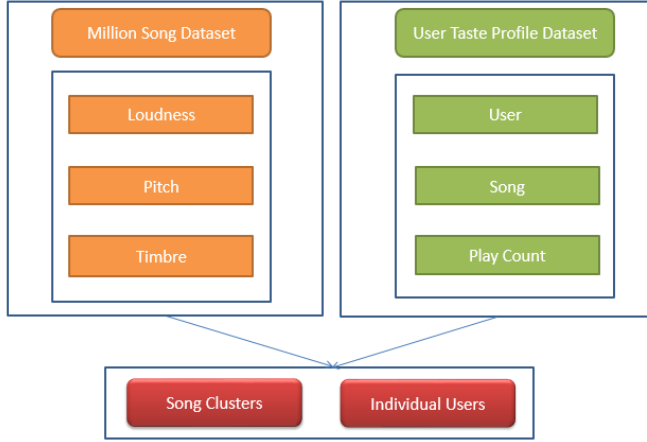 Million Song Dataset
Loudness
Pitch
Timbre
User Taste Profile Dataset
User
Song
Play Count
Song Clusters
Individual Users